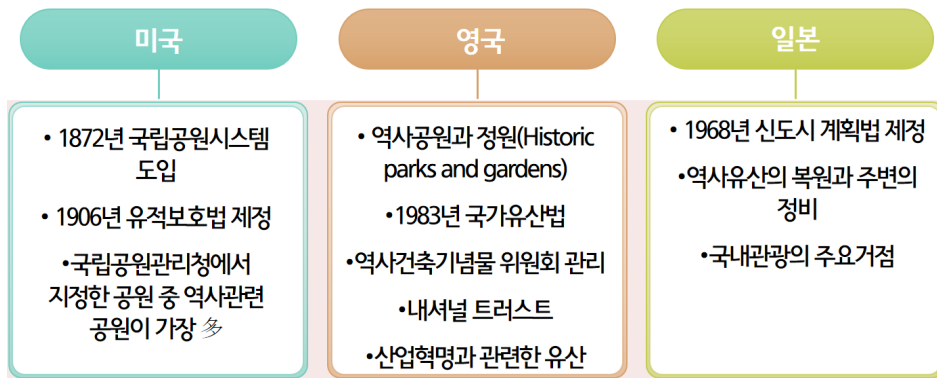 미국
• 1872년 국립공원시스템
도입
• 1906년 유적보호법 제정
•국립공원관리청에서
지정한 공원 중 역사관련
공원이 가장 多
영국
• 역사공원과 정원(Historic
parks and gardens)
•1983년 국가유산법
•역사건축기념물 위원회 관리
•내셔널 트러스트
•산업혁명과 관련한 유산
일본
• 1968년 신도시 계획법 제정
•역사유산의 복원과 주변의
정비
•국내관광의 주요거점